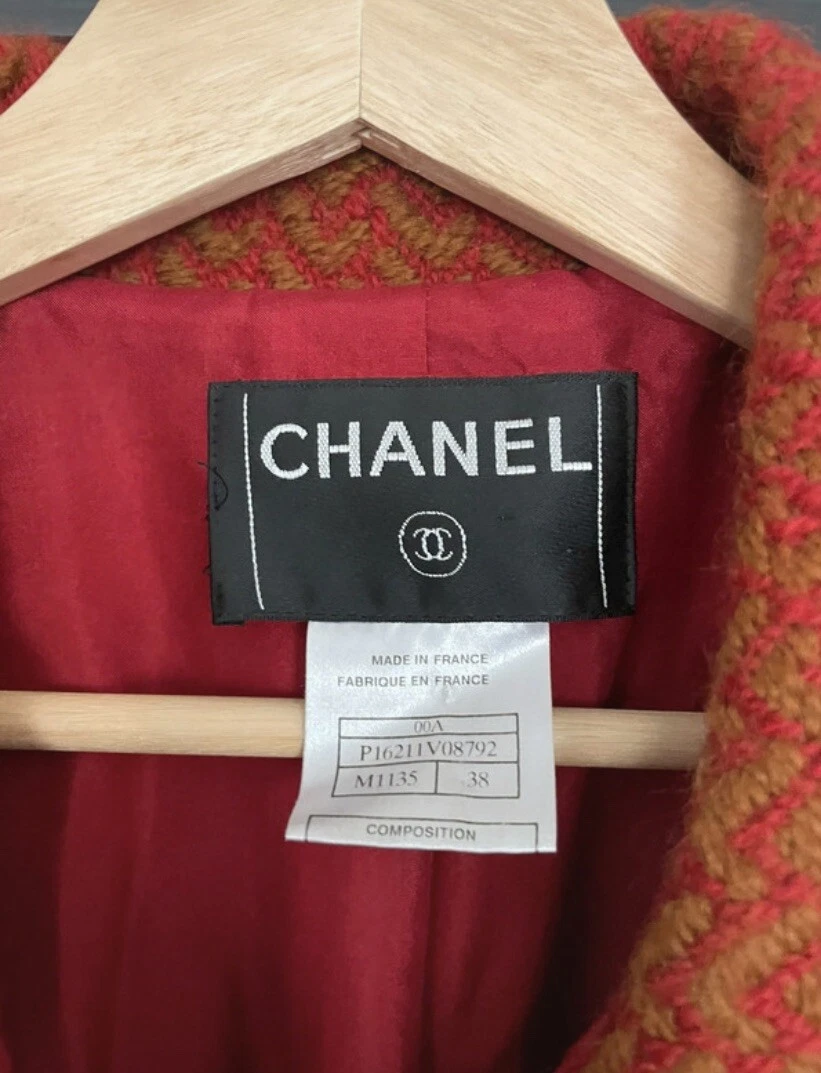 CHANEL
MADE IN FRANCE
FABRIQUE EN FRANCE
00A
P16211V08792
M1135 38
COMPOSITION